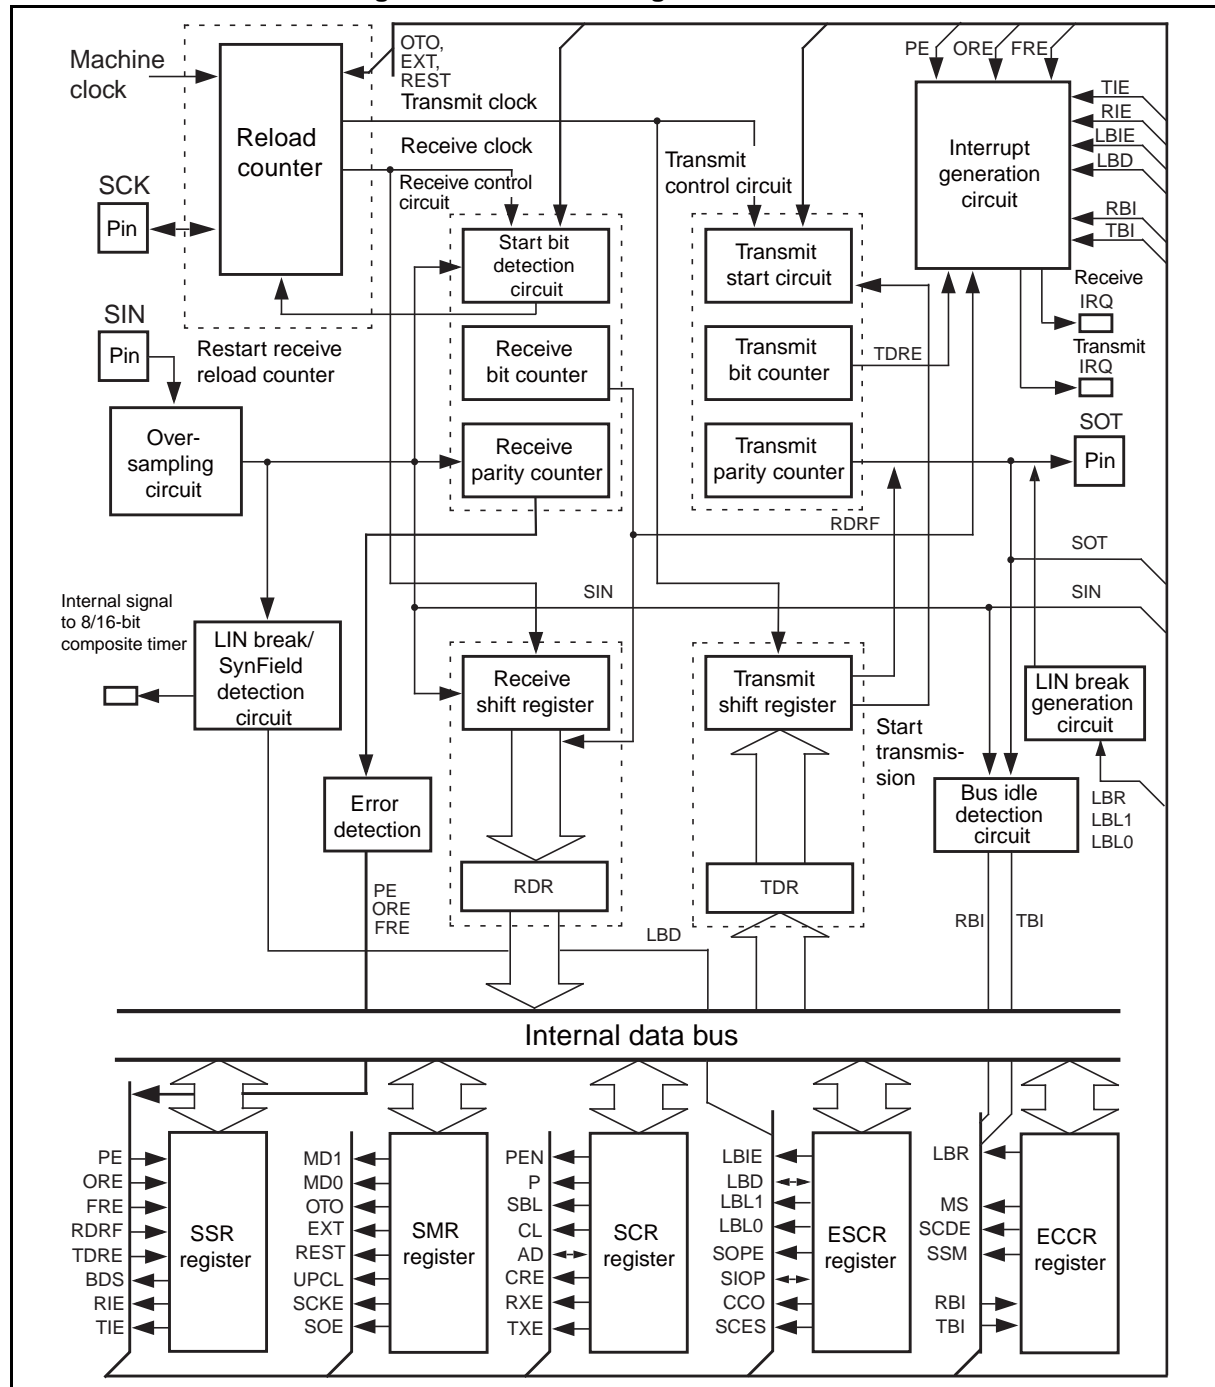 Machine
clock
Reload
counter
OTO,
EXT,
REST
Transmit clock
Receive clock
Receive control
circuit
Transmit
control circuit
PE
ORE
FRE
Interrupt
generation
circuit
TIE
RIE
LBIE
LBD
RBI
TBI
SCK
Pin
Start bit
detection
circuit
Transmit
start circuit
Receive
IRQ
Transmit
IRQ
SIN
Pin
Restart receive
reload counter
Receive
bit counter
Transmit
bit counter
TDRE
Over-
sampling
circuit
Receive
parity counter
Transmit
parity counter
SOT
Pin
RDRF
SOT
SIN
SIN
Internal signal
to 8/16-bit
composite timer
LIN break/
SynField
detection
circuit
Receive
shift register
Transmit
shift register
LIN break
generation
circuit
Start
transmis-
sion
Error
detection
Bus idle
detection
circuit
LBR
LBL1
LBL0
RDR
TDR
PE
ORE
FRE
LBD
RBI
TBI
Internal data bus
PE
ORE
FRE
RDRF
TDRE
BDS
RIE
TIE
SSR
register
MD1
MD0
OTO
EXT
REST
UPCL
SCKE
SOE
SMR
register
PEN
P
SBL
CL
AD
CRE
RXE
TXE
SCR
register
LBIE
LBD
LBL1
LBL0
SOPE
SIOP
CCO
SCES
ESCR
register
LBR
MS
SCDE
SSM
RBI
TBI
ECCR
register